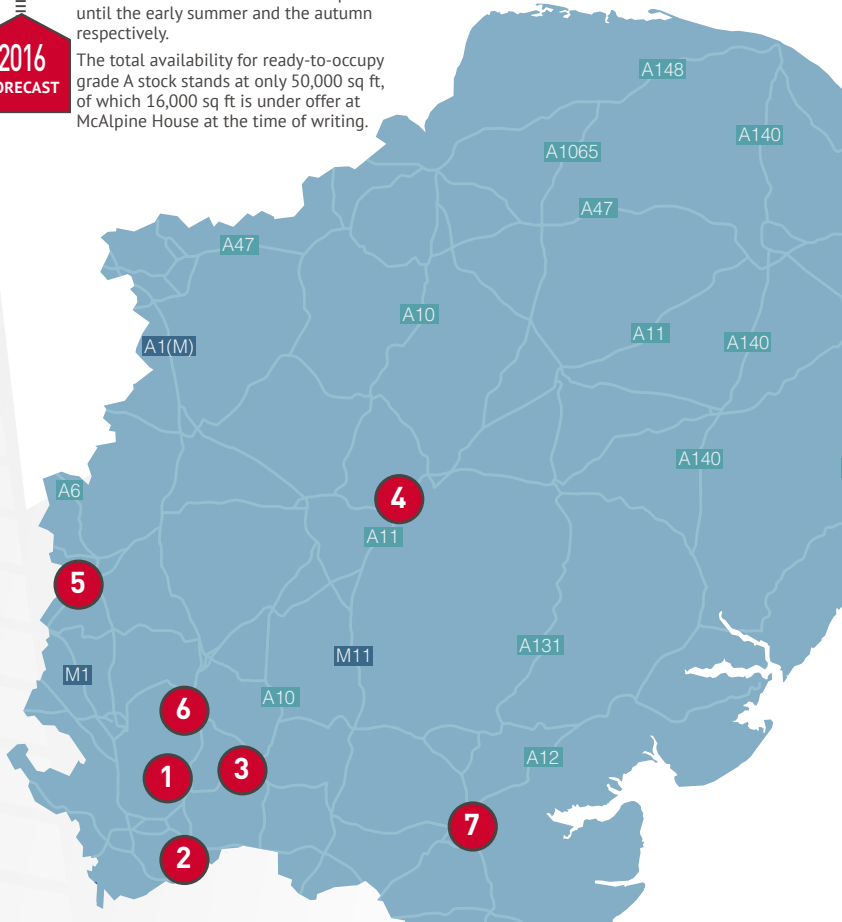 until the early summer and the autumn
respectively.
2016
The total availability for ready-to-occupy
grade A stock stands at only 50,000 sq ft,
of which 16,000 sq ft is under offer at
McAlpine House at the time of writing.
A148
A140
A1065
A47
A47
A10
A11
A140
A1(M)
A140
A6
4
A11
5
A131
M11
M1
A10
6
A12
3
1
7
2